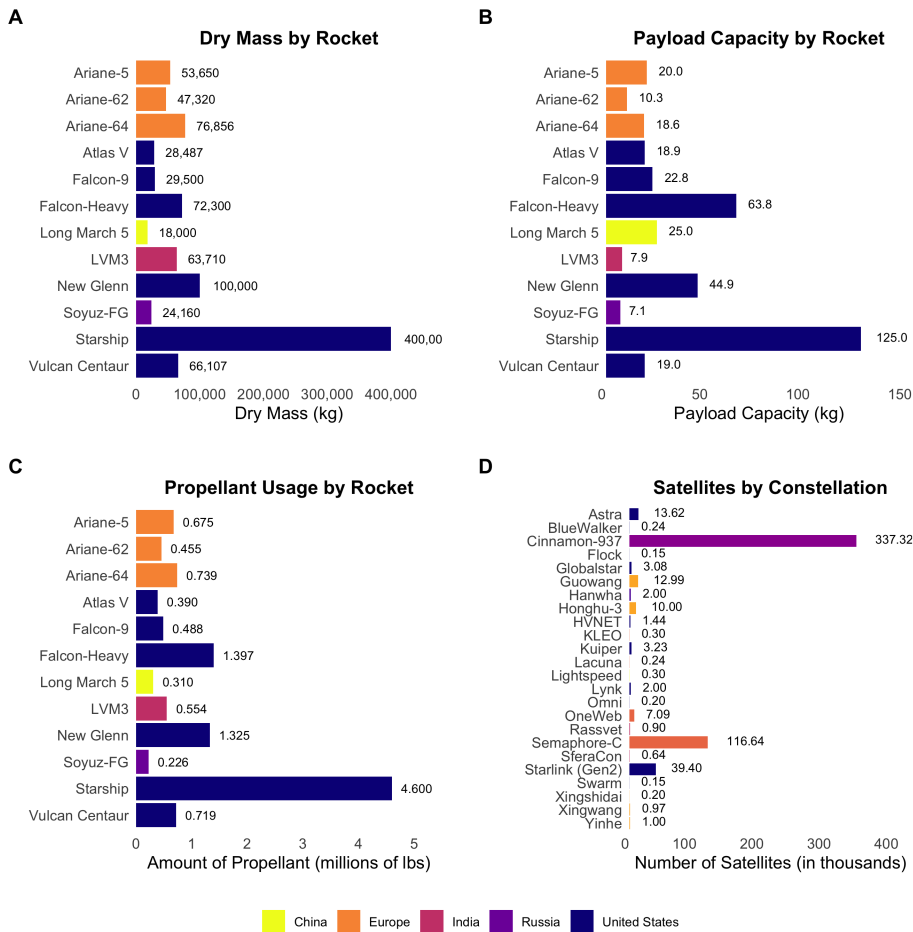 A
Dry Mass by Rocket
Ariane-5 53,650
Ariane-62 47,320
Ariane-64 76,856
Atlas V 28,487
Falcon-9 29,500
Falcon-Heavy 72,300
Long March 5 18,000
LVM3 63,710
New Glenn 100,000
Soyuz-FG 24,160
Starship 400,00
Vulcan Centaur 66,107
0 100,000 200,000 300,000 400,000
Dry Mass (kg)
B
Payload Capacity by Rocket
Ariane-5 20.0
Ariane-62 10.3
Ariane-64 18.6
Atlas V 18.9
Falcon-9 22.8
Falcon-Heavy 63.8
Long March 5 25.0
LVM3 7.9
New Glenn 44.9
Soyuz-FG 7.1
Starship 125.0
Vulcan Centaur 19.0
0 50 100 150
Payload Capacity (kg)
C
Propellant Usage by Rocket
Ariane-5 0.675
Ariane-62 0.455
Ariane-64 0.739
Atlas V 0.390
Falcon-9 0.488
Falcon-Heavy 1.397
Long March 5 0.310
LVM3 0.554
New Glenn 1.325
Soyuz-FG 0.226
Starship 4.600
Vulcan Centaur 0.719
0 1 2 3 4 5
Amount of Propellant (millions of lbs)
D
Satellites by Constellation
Astra 13.62
BlueWalker 0.24
Cinnamon-937 337.32
Flock 0.15
Globalstar 3.08
Guowang 12.99
Hanwha 2.00
Honghu-3 10.00
HVNET 1.44
KLEO 0.30
Kuiper 3.23
Lacuna 0.24
Lightspeed 0.30
Lynk 2.00
Omni 0.20
OneWeb 7.09
Rassvet 0.90
Semaphore-C 116.64
SferaCon 0.64
Starlink (Gen2) 39.40
Swarm 0.15
Xingshidai 0.20
Xingwang 0.97
Yinhe 1.00
0 100 200 300 400
Number of Satellites (in thousands)
China Europe India Russia United States